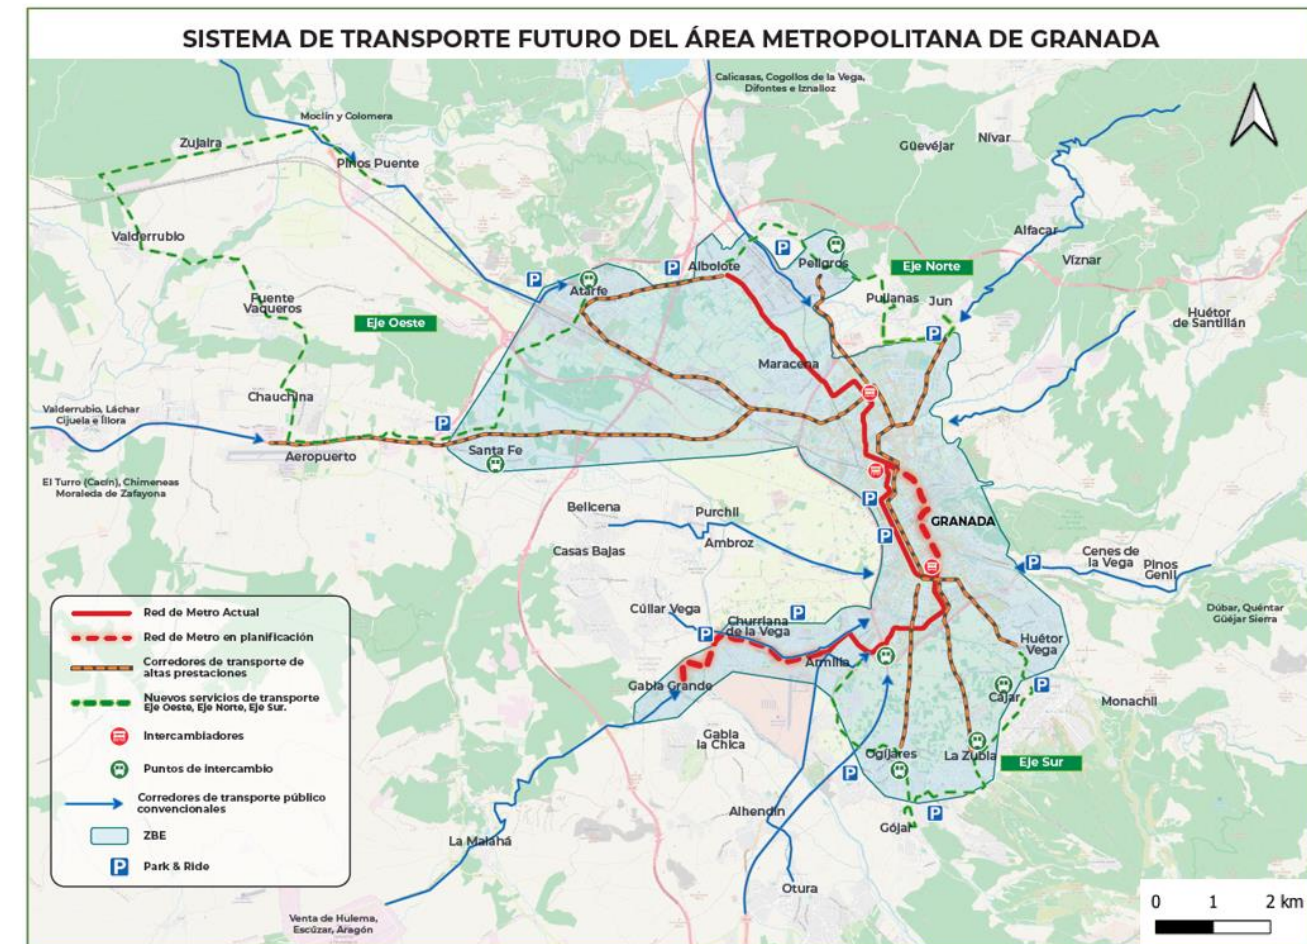 SISTEMA DE TRANSPORTE FUTURO DEL ÁREA METROPOLITANA DE GRANADA
Calicasas, Cogollos de la Vega,
Difontes e Iznalloz
Moclín y Colomera
Zujaira
Pinos Puente
Güevéjar
Nívar
Alfacar
Víznar
Valderrubio
Albolote
Peligros
Eje Norte
Atarfe
Pulianas
Jun
Fuente
Vaqueros
Eje Oeste
Huétor
de Santillán
Maracena
Chauchina
Valderrubio, Láchar
Cijuela e Íllora
Aeropuerto
Santa Fe
El Turro (Cacín), Chimeneas
Moraleda de Zafayona
Belicena
Purchil
GRANADA
Casas Bajas
Ambroz
Cenes de
la Vega
Pinos
Genil
Cúllar Vega
Dúbar, Quéntar
Güéjar Sierra
Churriana
de la Vega
Huétor
Vega
Armilla
Gabia Grande
Cájar
Monachil
Gabia
la Chica
Ogíjares
La Zubia
Eje Sur
Alhendín
Gójar
La Malahá
Otura
Venta de Hulema,
Escúzar, Aragón
Red de Metro Actual
Red de Metro en planificación
Corredores de transporte de
altas prestaciones
Nuevos servicios de transporte
Eje Oeste, Eje Norte, Eje Sur.
Intercambiadores
Puntos de intercambio
Corredores de transporte público
convencionales
ZBE
P Park & Ride
0 1 2 km